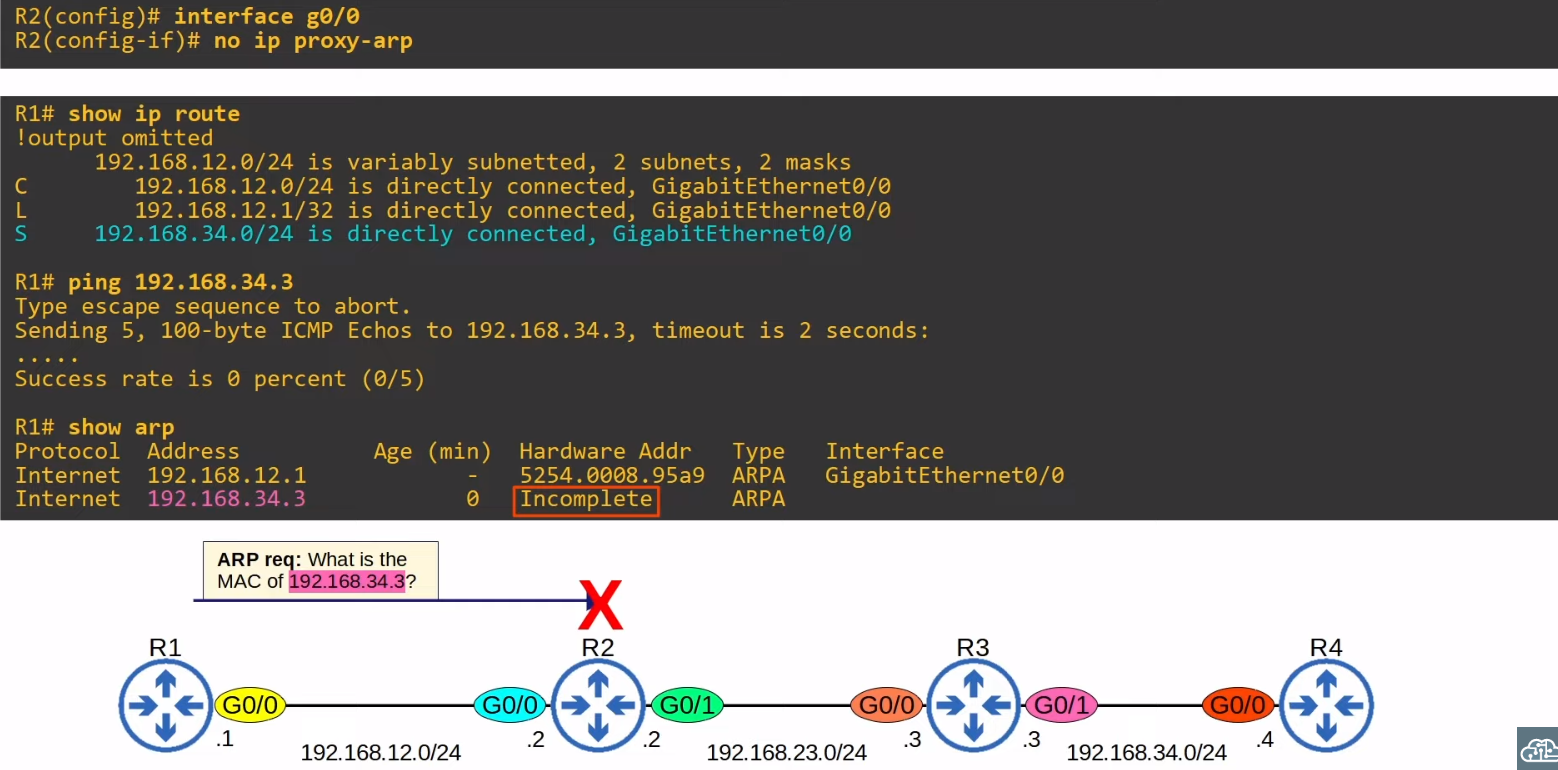 R2(config)# interface g0/0
R2(config-if)# no ip proxy-arp
R1# show ip route
!output omitted
192.168.12.0/24 is variably subnetted, 2 subnets, 2 masks
C 192.168.12.0/24 is directly connected, GigabitEthernet0/0
L 192.168.12.1/32 is directly connected, GigabitEthernet0/0
S 192.168.34.0/24 is directly connected, GigabitEthernet0/0
R1# ping 192.168.34.3
Type escape sequence to abort.
Sending 5, 100-byte ICMP Echos to 192.168.34.3, timeout is 2 seconds:
.....
Success rate is 0 percent (0/5)
R1# show arp
Protocol Address Age (min) Hardware Addr Type Interface
Internet 192.168.12.1 - 5254.0008.95a9 ARPA GigabitEthernet0/0
Internet 192.168.34.3 0 Incomplete ARPA
ARP req: What is the
MAC of 192.168.34.3?
X
R1 R2 R3 R4
G0/0 G0/0 G0/1 G0/0 G0/1 G0/0
.1 .2 .2 .3 .3 .4
192.168.12.0/24 192.168.23.0/24 192.168.34.0/24